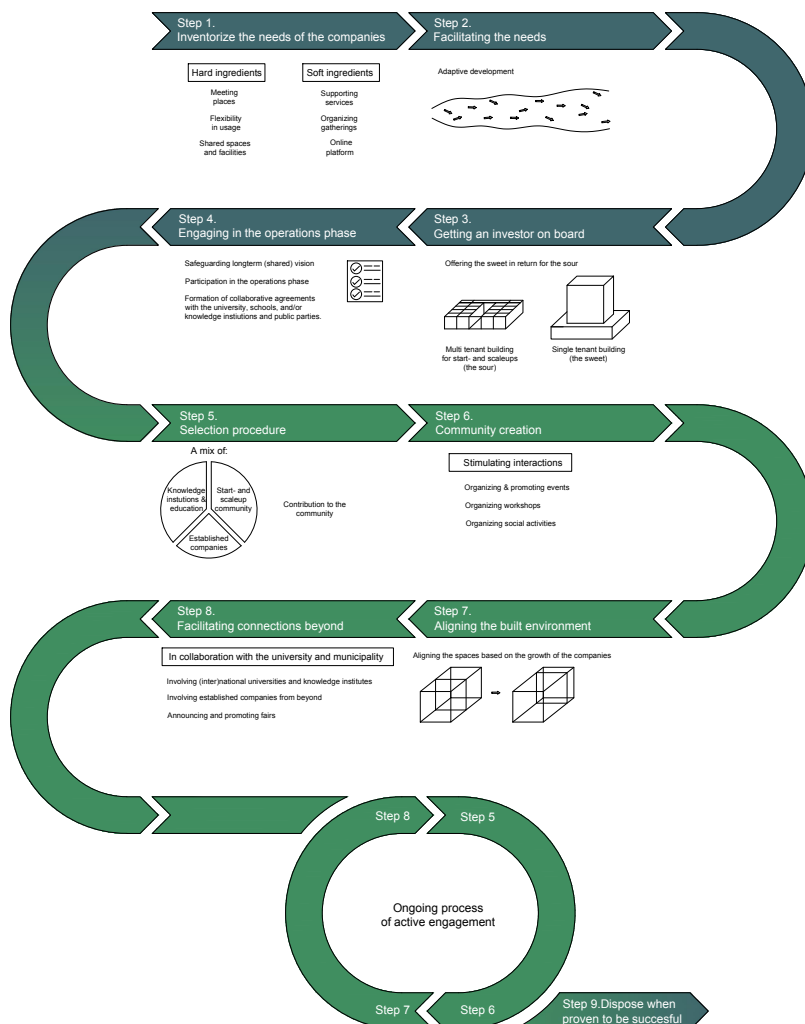 Step 1.
Inventorize the needs of the companies
Step 2.
Facilitating the needs
Hard ingredients
Meeting
places
Flexibility
in usage
Shared spaces
and facilities
Soft ingredients
Supporting
services
Organizing
gatherings
Online
platform
Adaptive development
Step 3.
Getting an investor on board
Offering the sweet in return for the sour
Multi tenant building
for start- and scaleups
(the sour)
Single tenant building
(the sweet)
Step 4.
Engaging in the operations phase
Safeguarding longterm (shared) vision
Participation in the operations phase
Formation of collaborative agreements
with the university, schools, and/or
knowledge instiutions and public parties.
Step 5.
Selection procedure
A mix of:
Knowledge
instutions &
education
Start- and
scaleup
community
Established
companies
Contribution to the
community
Step 6.
Community creation
Stimulating interactions
Organizing & promoting events
Organizing workshops
Organizing social activities
Step 7.
Aligning the built environment
Aligning the spaces based on the growth of the companies
Step 8.
Facilitating connections beyond
In collaboration with the university and municipality
Involving (inter)national universities and knowledge institutes
Involving established companies from beyond
Announcing and promoting fairs
Step 8
Step 5
Ongoing process
of active engagement
Step 7
Step 6
Step 9.Dispose when
proven to be succesful